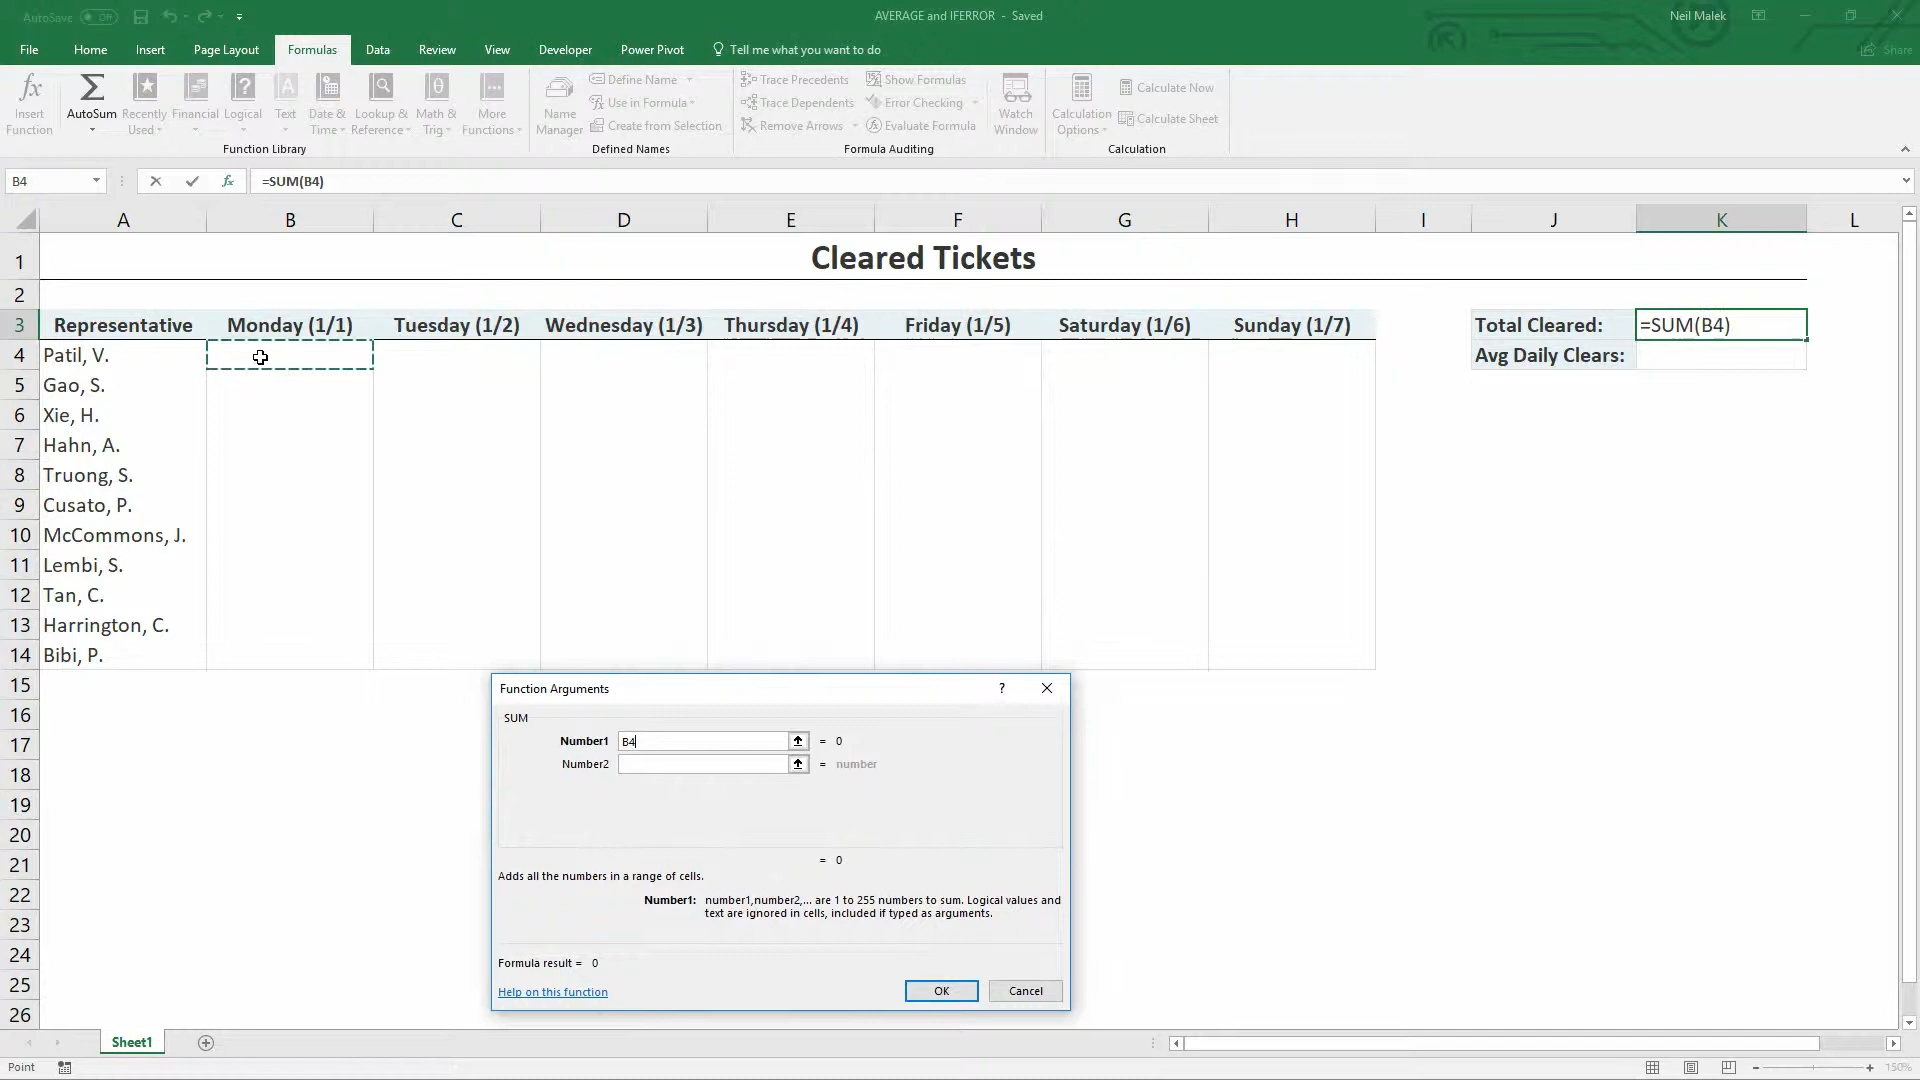 AutoSave Off AVERAGE and IFERROR - Saved Neil Malek
File Home Insert Page Layout Formulas Data Review View Developer Power Pivot Tell me what you want to do Share
Insert Function
AutoSum
Recently Used
Financial
Logical
Text
Date & Time
Lookup & Reference
Math & Trig
More Functions
Function Library
Name Manager
Define Name
Use in Formula
Create from Selection
Defined Names
Trace Precedents
Trace Dependents
Remove Arrows
Show Formulas
Error Checking
Evaluate Formula
Formula Auditing
Watch Window
Calculation Options
Calculate Now
Calculate Sheet
Calculation
B4 fx =SUM(B4)
A B C D E F G H I J K L
1 Cleared Tickets
2
3 Representative Monday (1/1) Tuesday (1/2) Wednesday (1/3) Thursday (1/4) Friday (1/5) Saturday (1/6) Sunday (1/7) Total Cleared: =SUM(B4)
4 Patil, V. Avg Daily Clears:
5 Gao, S.
6 Xie, H.
7 Hahn, A.
8 Truong, S.
9 Cusato, P.
10 McCommons, J.
11 Lembi, S.
12 Tan, C.
13 Harrington, C.
14 Bibi, P.
15
16
17
18
19
20
21
22
23
24
25
26
Function Arguments ?
SUM
Number1 B4 = 0
Number2 = number
= 0
Adds all the numbers in a range of cells.
Number1: number1,number2,... are 1 to 255 numbers to sum. Logical values and
text are ignored in cells, included if typed as arguments.
Formula result = 0
Help on this function OK Cancel
Sheet1
Point 150%